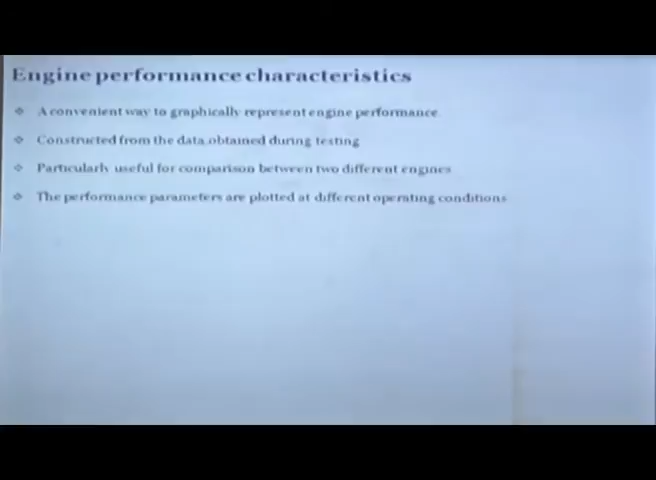 Engine performance characteristics
A convenient way to graphically represent engine performance
Constructed from the data obtained during testing
Particularly useful for comparison between two different engines
The performance parameters are plotted at different operating conditions